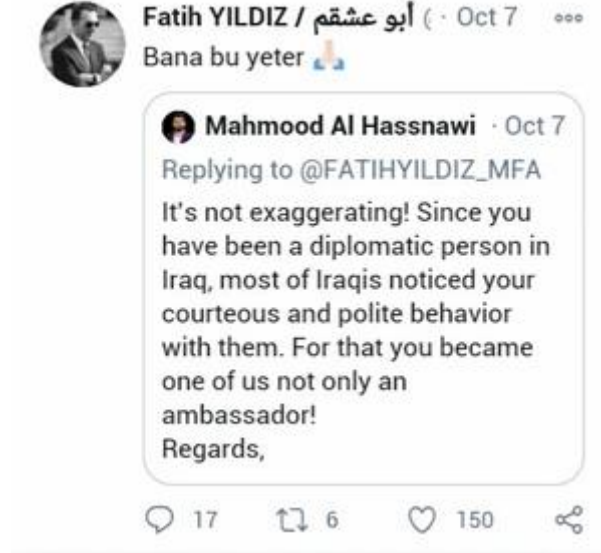 Fatih YILDIZ / أبو عشقم ( · Oct 7
Bana bu yeter
Mahmood Al Hassnawi · Oct 7
Replying to @FATIHYILDIZ_MFA
It's not exaggerating! Since you
have been a diplomatic person in
Iraq, most of Iraqis noticed your
courteous and polite behavior
with them. For that you became
one of us not only an
ambassador!
Regards,
17 6 150